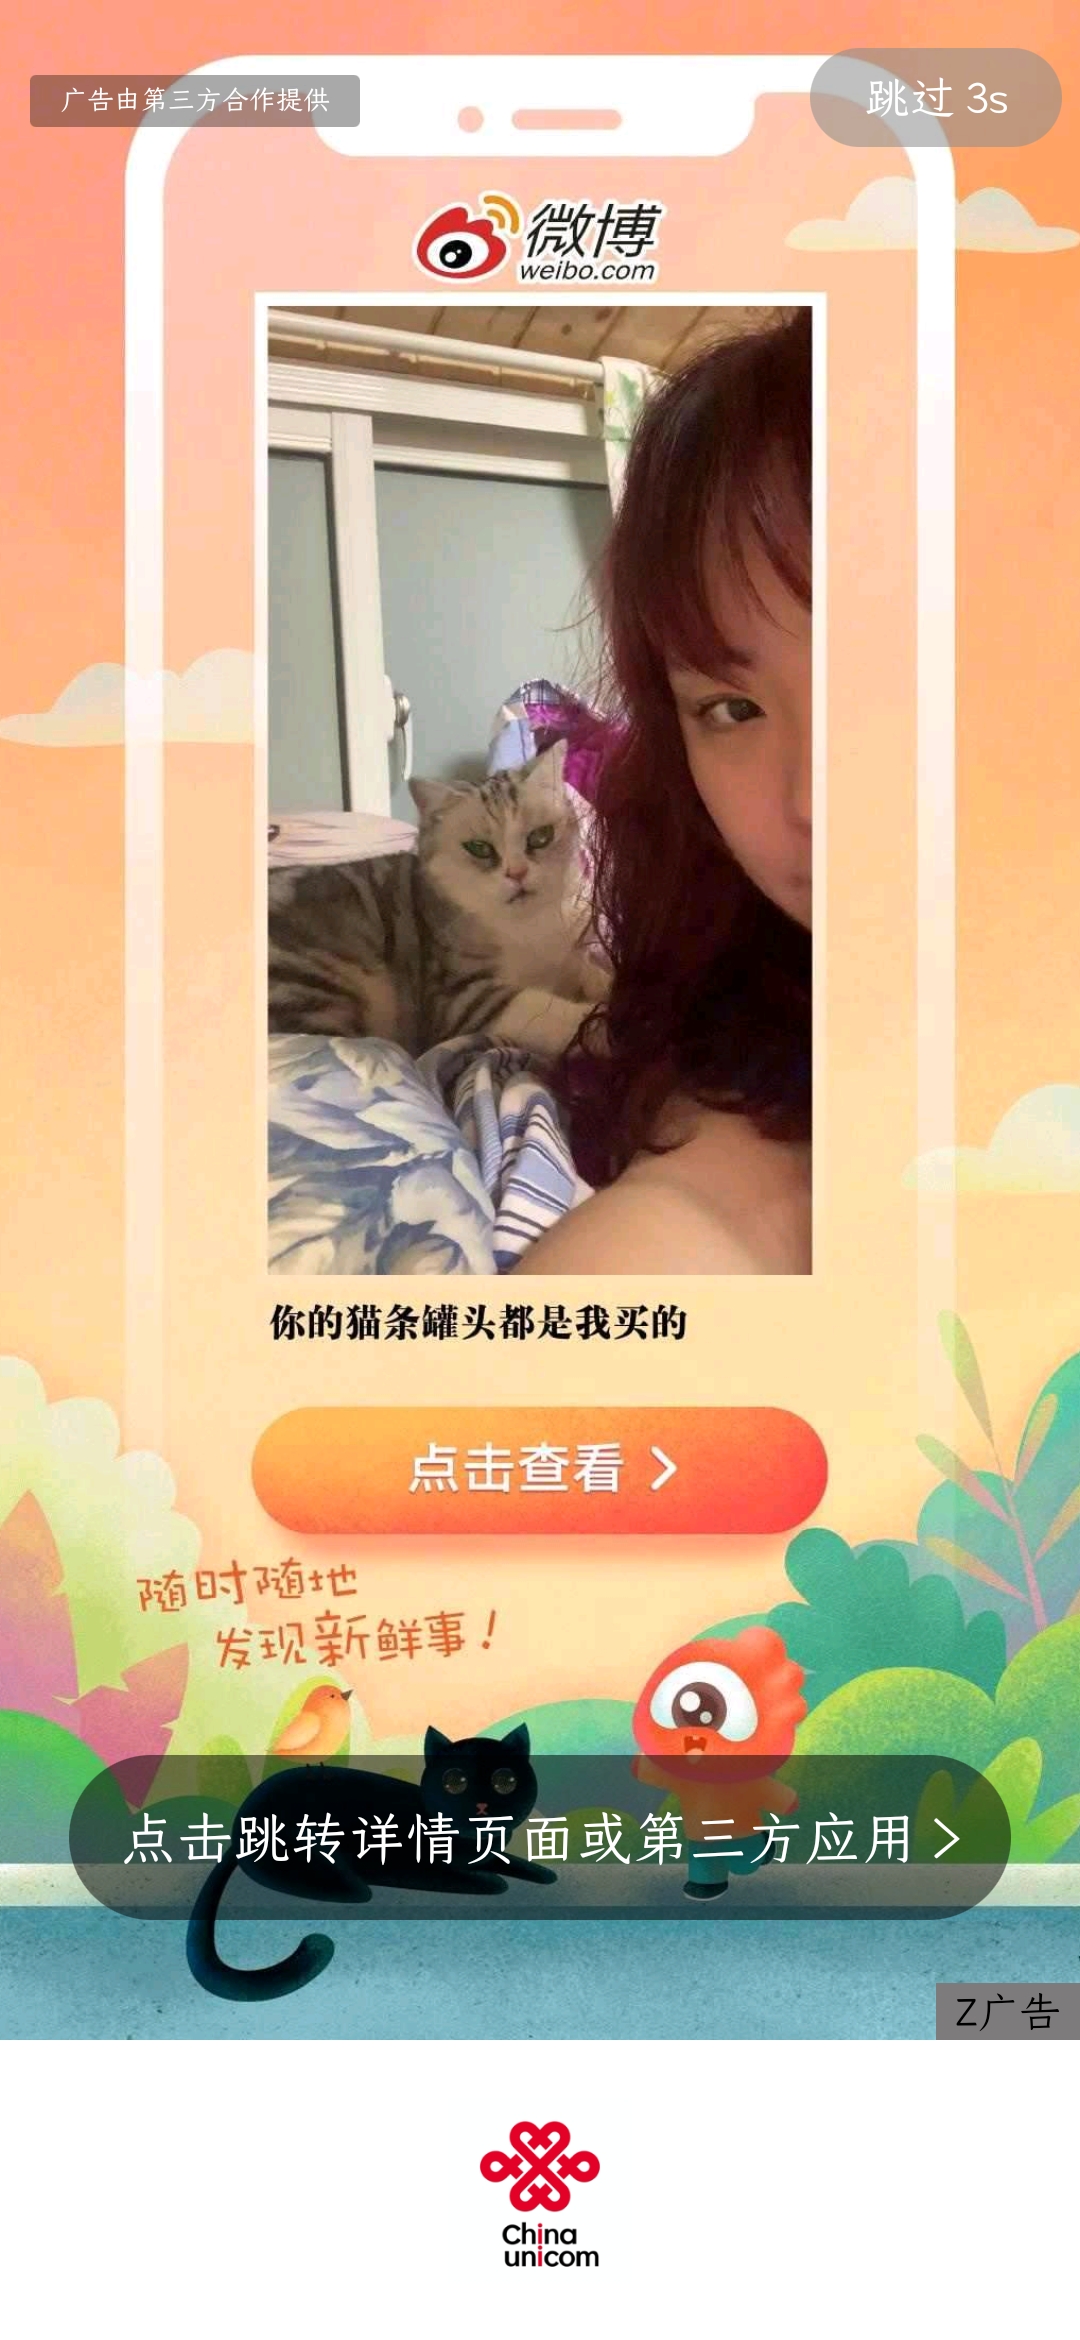 广告由第三方合作提供
跳过 3s
微博
weibo.com
你的猫条罐头都是我买的
点击查看 >
随时随地
发现新鲜事！
点击跳转详情页面或第三方应用 >
Z广告
China
unicom